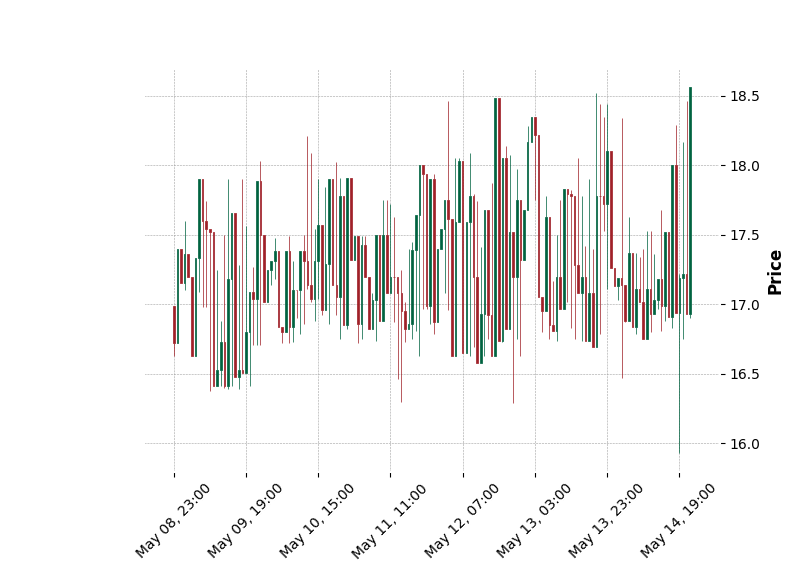 18.5
18.0
17.5
17.0
16.5
16.0
Price
May 08, 23:00
May 09, 19:00
May 10, 15:00
May 11, 11:00
May 12, 07:00
May 13, 03:00
May 13, 23:00
May 14, 19:00